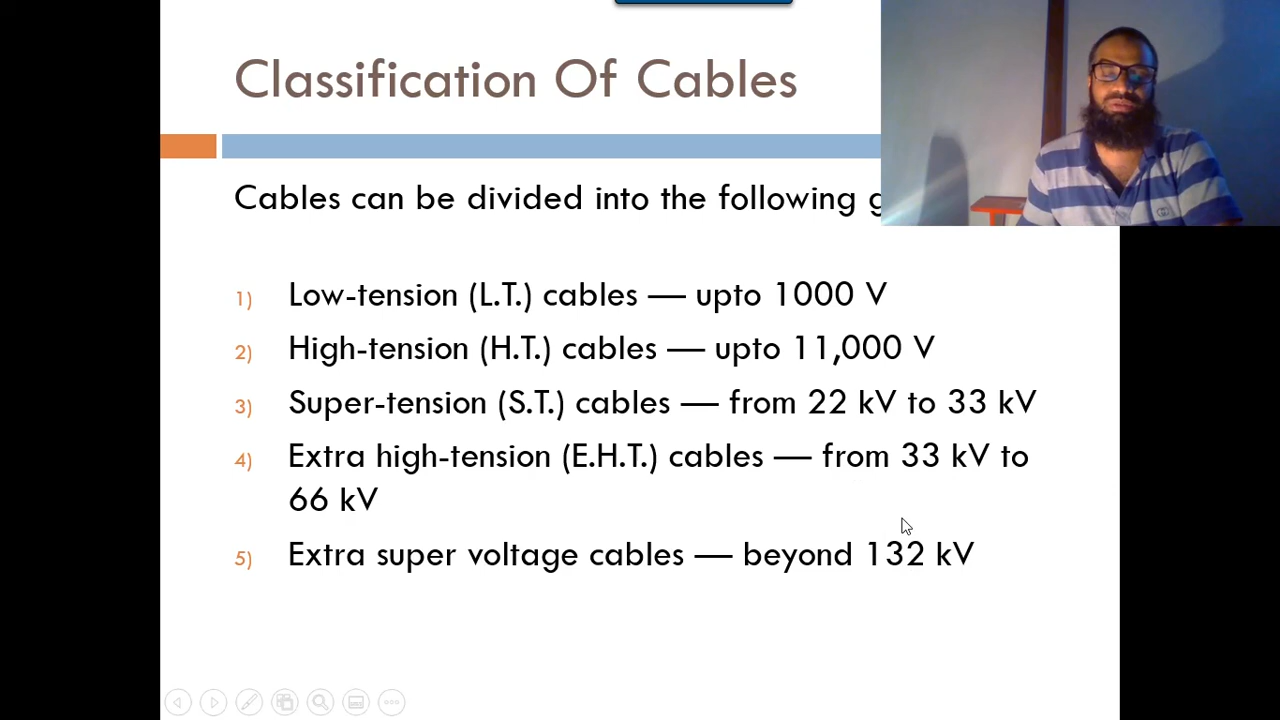 Classification Of Cables
Cables can be divided into the following
1) Low-tension (L.T.) cables — upto 1000 V
2) High-tension (H.T.) cables — upto 11,000 V
3) Super-tension (S.T.) cables — from 22 kV to 33 kV
4) Extra high-tension (E.H.T.) cables — from 33 kV to
66 kV
5) Extra super voltage cables — beyond 132 kV